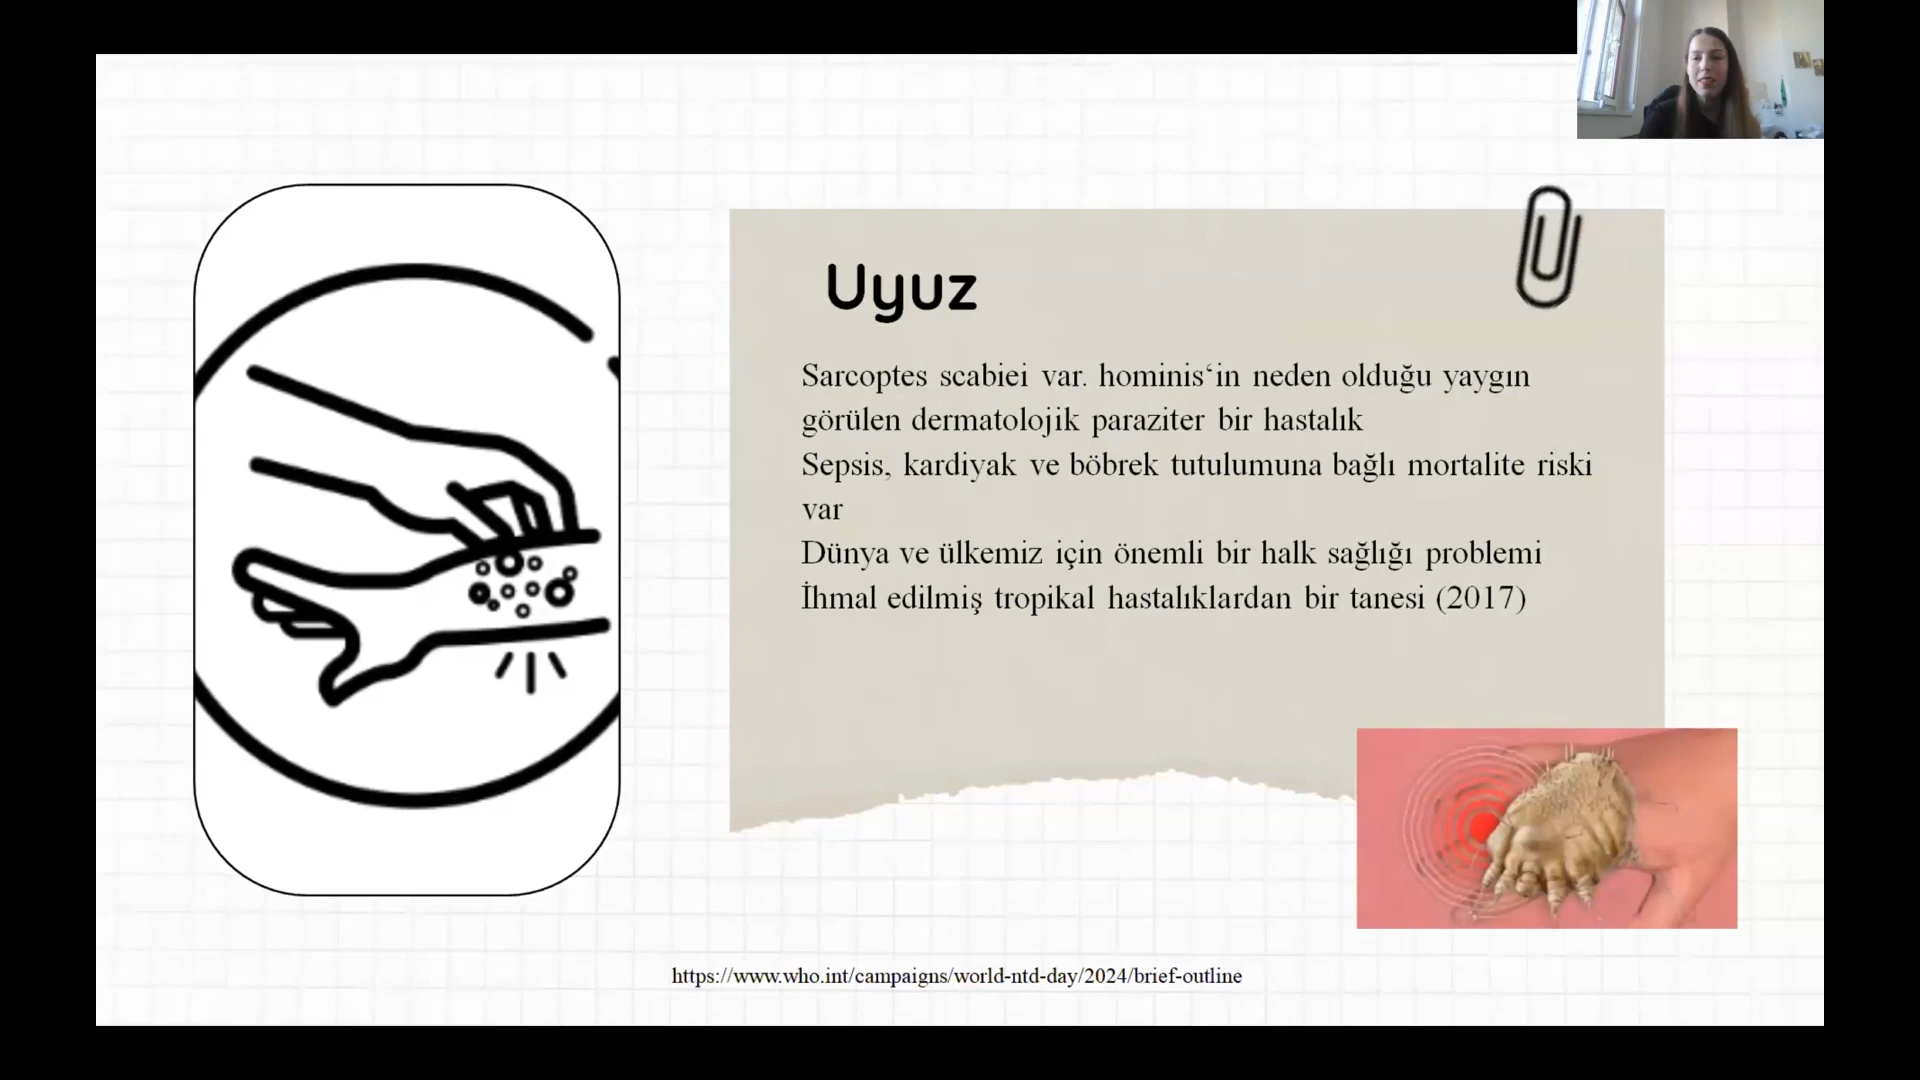 Uyuz
Sarcoptes scabiei var. hominis‘in neden olduğu yaygın
görülen dermatolojik paraziter bir hastalık
Sepsis, kardiyak ve böbrek tutulumuna bağlı mortalite riski
var
Dünya ve ülkemiz için önemli bir halk sağlığı problemi
İhmal edilmiş tropikal hastalıklardan bir tanesi (2017)
https://www.who.int/campaigns/world-ntd-day/2024/brief-outline